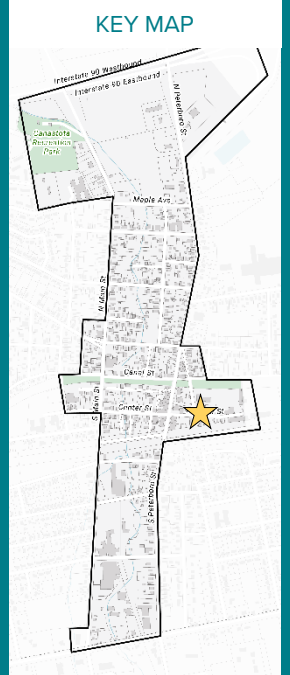 KEY MAP
Interstate 90 Westbound
Interstate 90 Eastbound
N Peterboro St
Canastota
Recreation
Park
Maple Ave
N Main St
Canal St
S Main St
Center St
St
S Peterboro St